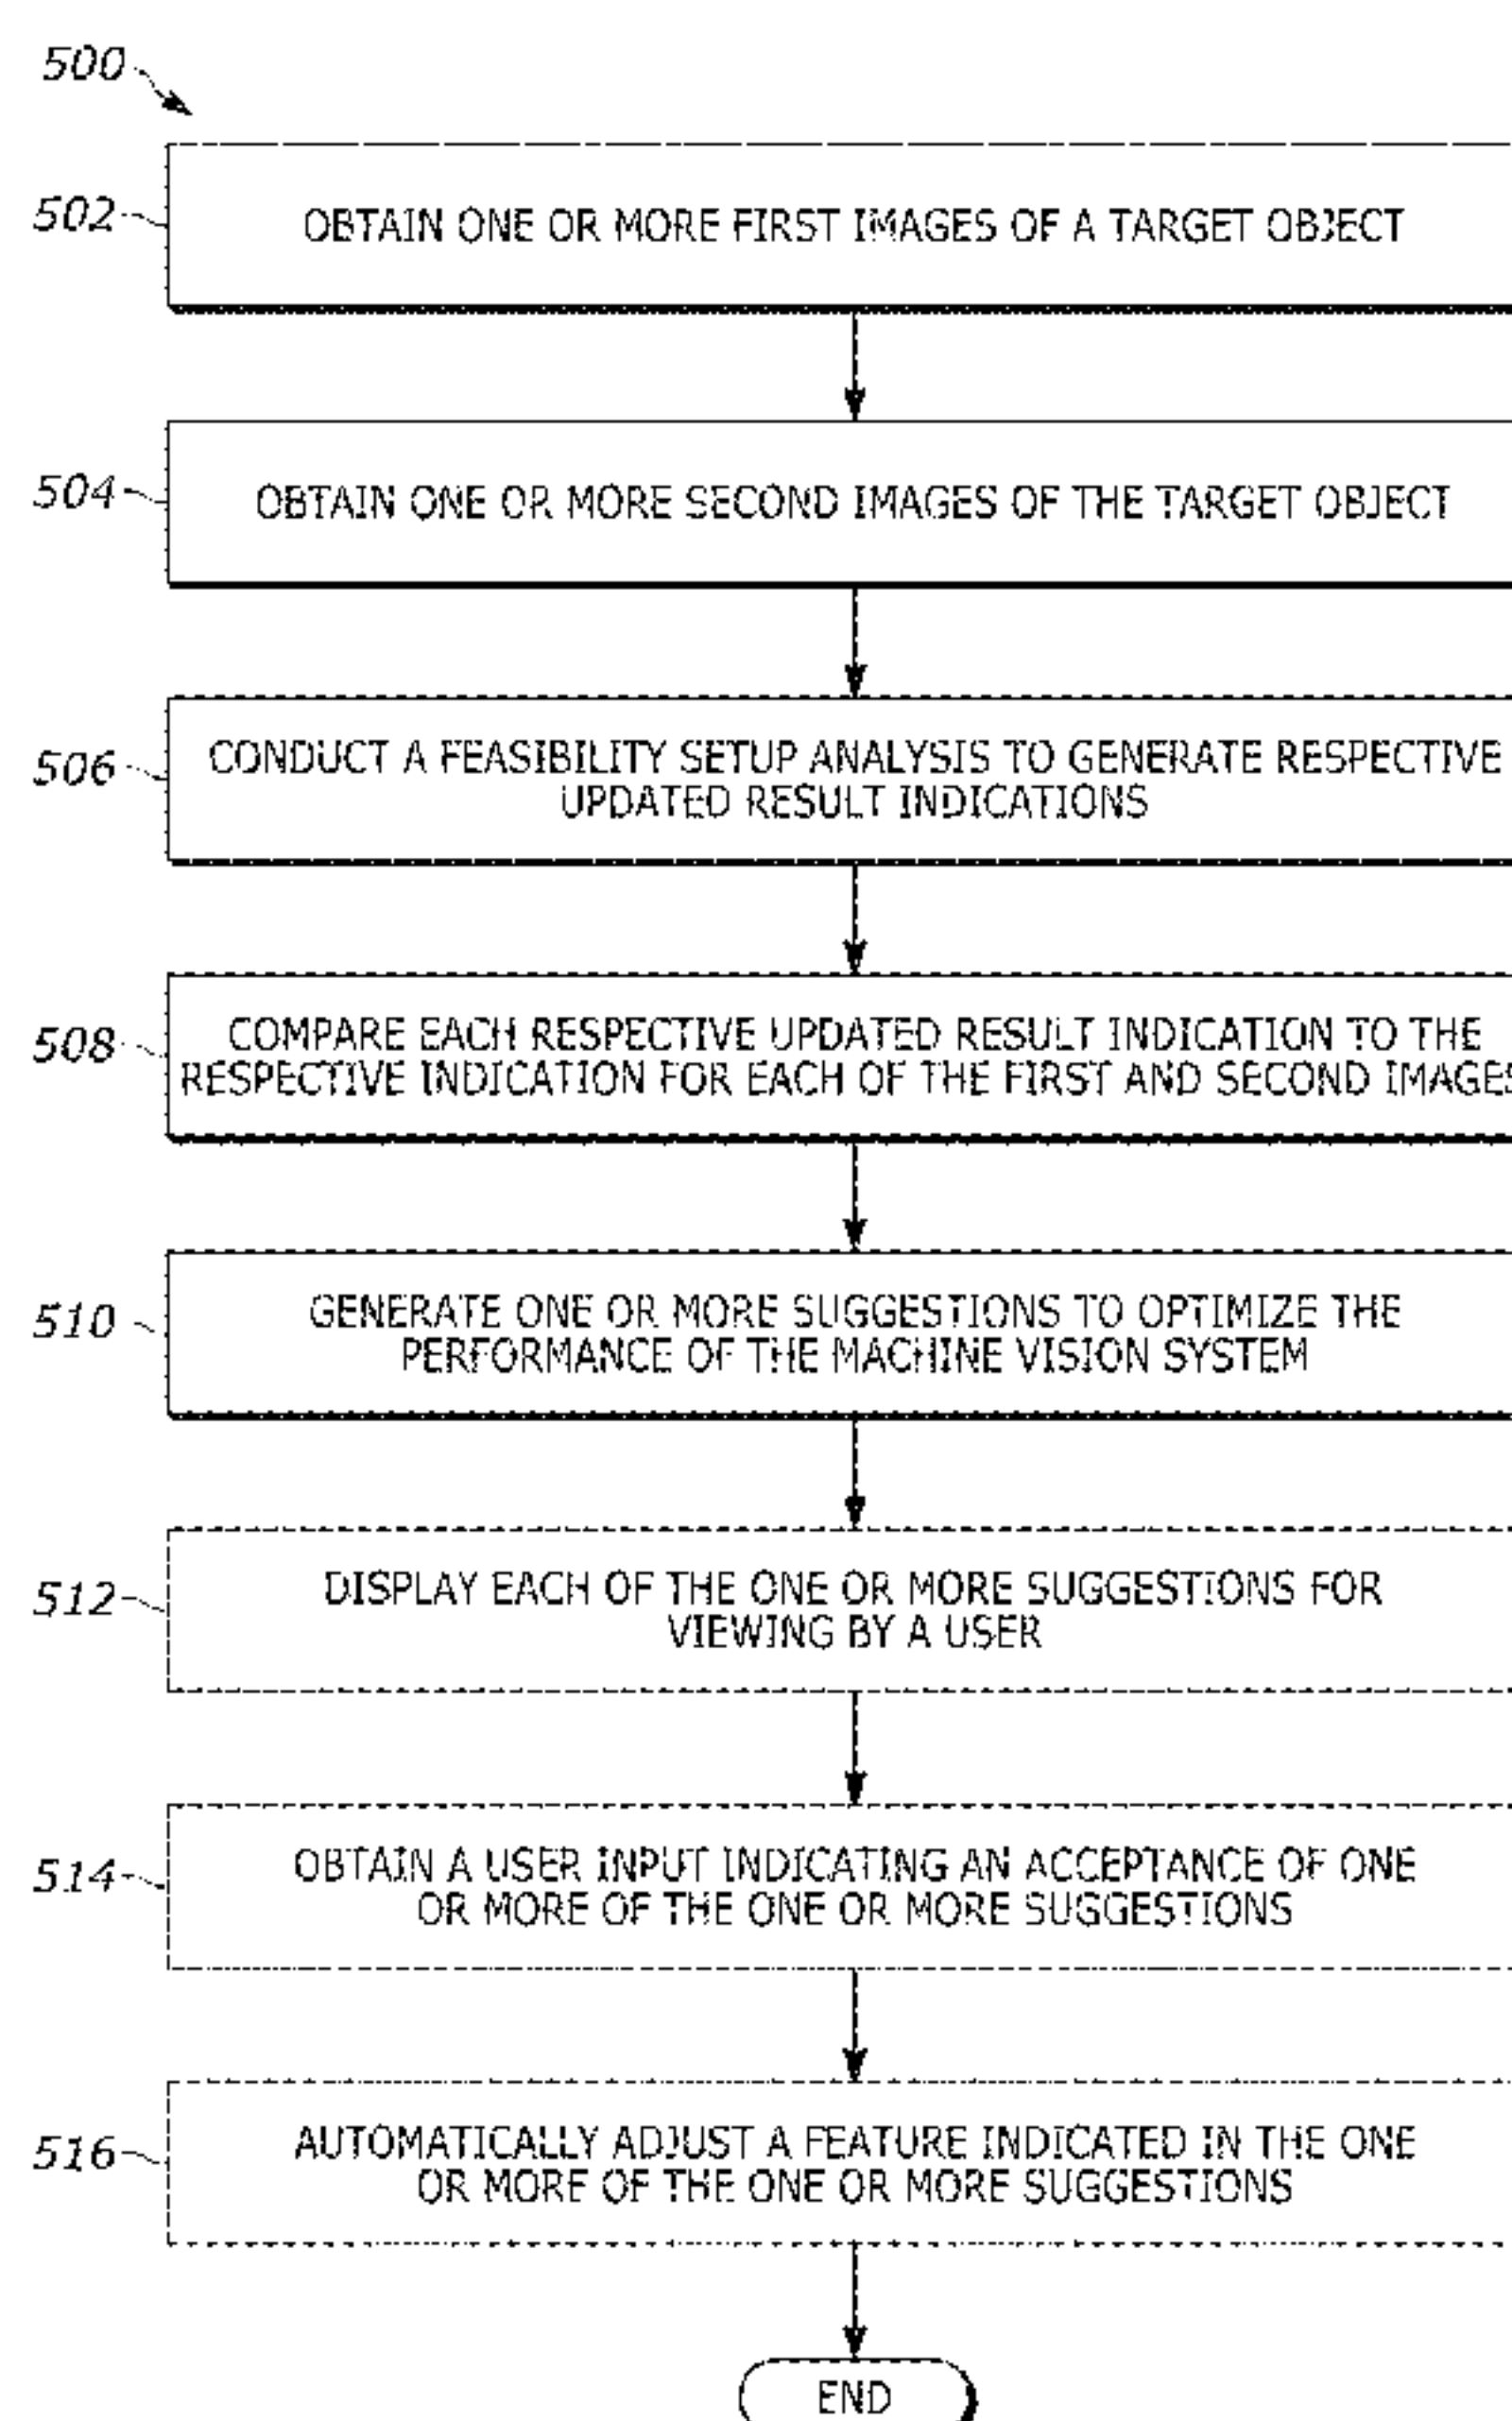 500
502
OBTAIN ONE OR MORE FIRST IMAGES OF A TARGET OBJECT
504
OBTAIN ONE OR MORE SECOND IMAGES OF THE TARGET OBJECT
506
CONDUCT A FEASIBILITY SETUP ANALYSIS TO GENERATE RESPECTIVE
UPDATED RESULT INDICATIONS
508
COMPARE EACH RESPECTIVE UPDATED RESULT INDICATION TO THE
RESPECTIVE INDICATION FOR EACH OF THE FIRST AND SECOND IMAGES
510
GENERATE ONE OR MORE SUGGESTIONS TO OPTIMIZE THE
PERFORMANCE OF THE MACHINE VISION SYSTEM
512
DISPLAY EACH OF THE ONE OR MORE SUGGESTIONS FOR
VIEWING BY A USER
514
OBTAIN A USER INPUT INDICATING AN ACCEPTANCE OF ONE
OR MORE OF THE ONE OR MORE SUGGESTIONS
516
AUTOMATICALLY ADJUST A FEATURE INDICATED IN THE ONE
OR MORE OF THE ONE OR MORE SUGGESTIONS
END